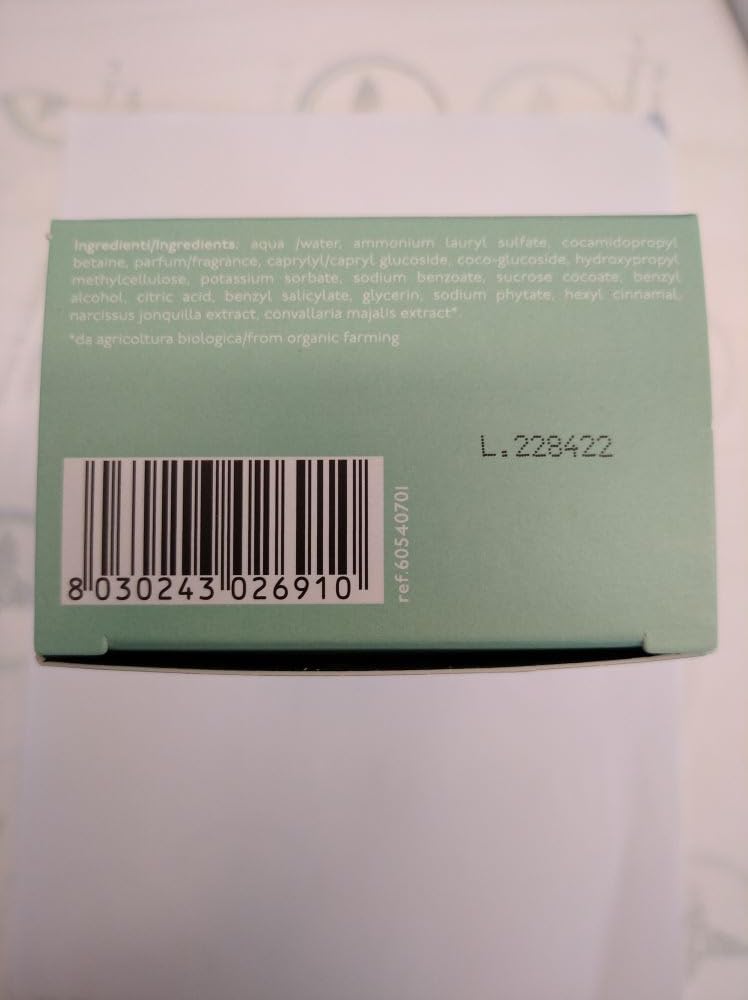 Ingredienti/Ingredients: aqua /water, ammonium lauryl sulfate, cocamidopropyl
betaine, parfum/fragrance, caprylyl/capryl glucoside, coco-glucoside, hydroxypropyl
methylcellulose, potassium sorbate, sodium benzoate, sucrose cocoate, benzyl
alcohol, citric acid, benzyl salicylate, glycerin, sodium phytate, hexyl cinnamal,
narcissus jonquilla extract, convallaria majalis extract*.
*da agricoltura biologica/from organic farming
L.228422
8 030243 026910
ref.60540701